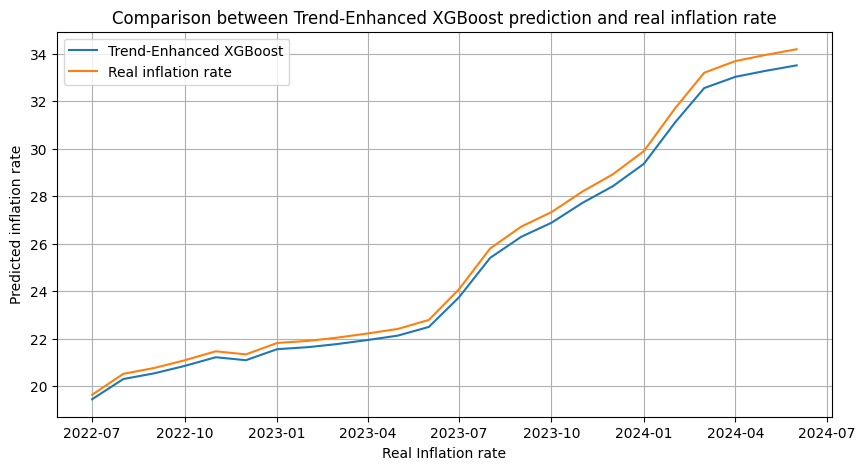 Comparison between Trend-Enhanced XGBoost prediction and real inflation rate
Trend-Enhanced XGBoost
Real inflation rate
Predicted inflation rate
34
32
30
28
26
24
22
20
2022-07 2022-10 2023-01 2023-04 2023-07 2023-10 2024-01 2024-04 2024-07
Real Inflation rate